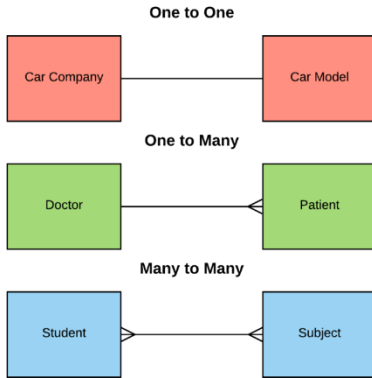 One to One
Car Company
Car Model
One to Many
Doctor
Patient
Many to Many
Student
Subject